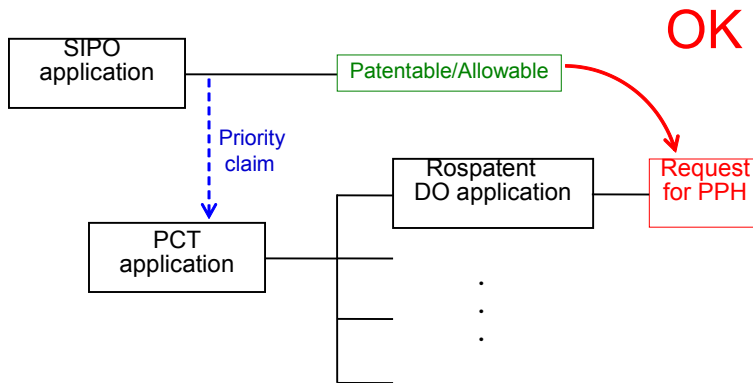 OK
SIPO
application
Patentable/Allowable
Priority
claim
Rospatent
DO application
Request
for PPH
PCT
application